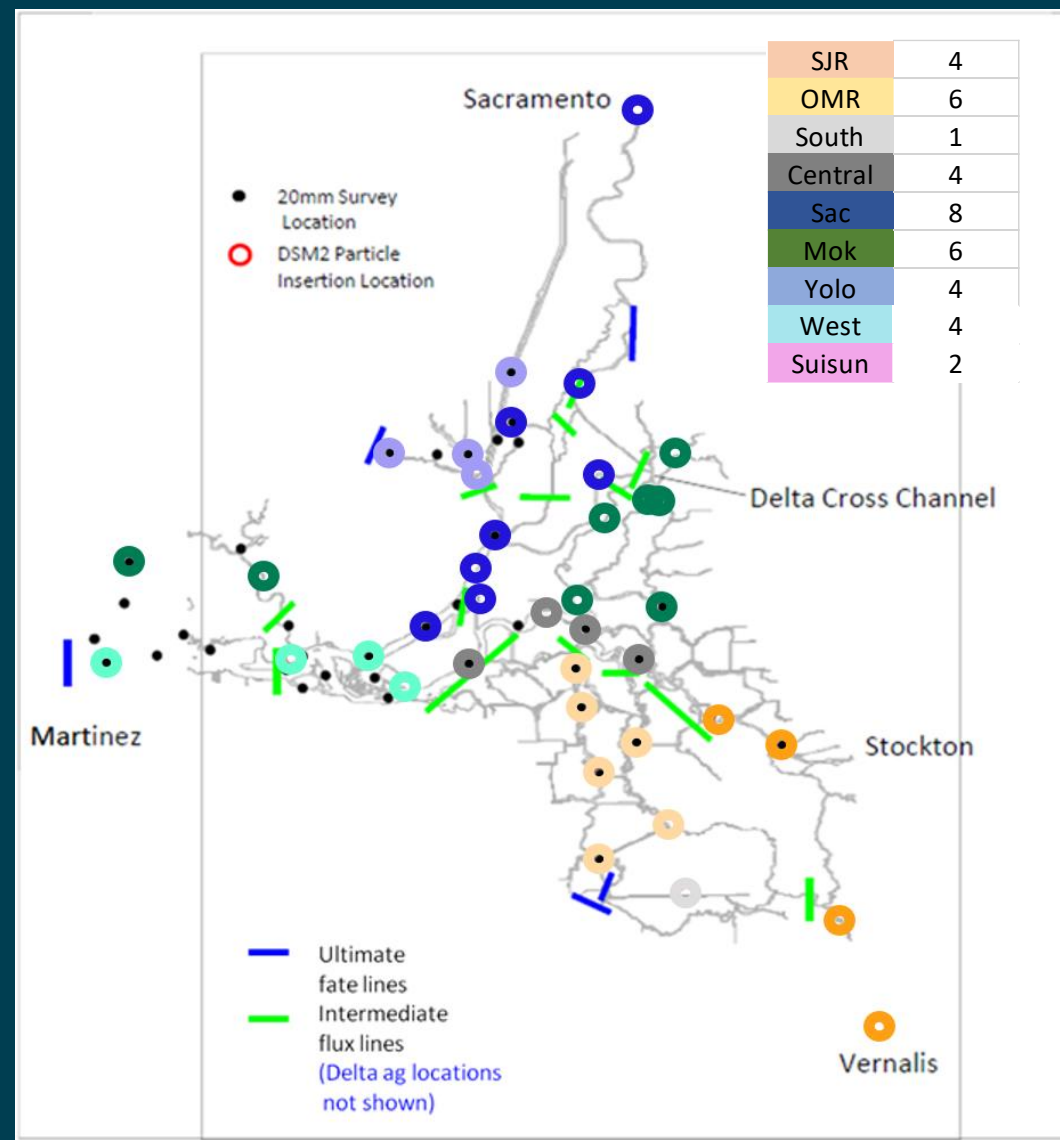 SJR 4
OMR 6
South 1
Central 4
Sac 8
Mok 6
Yolo 4
West 4
Suisun 2
Sacramento
20mm Survey
Location
DSM2 Particle
Insertion Location
Delta Cross Channel
Martinez
Stockton
Ultimate
fate lines
Intermediate
flux lines
(Delta ag locations
not shown)
Vernalis